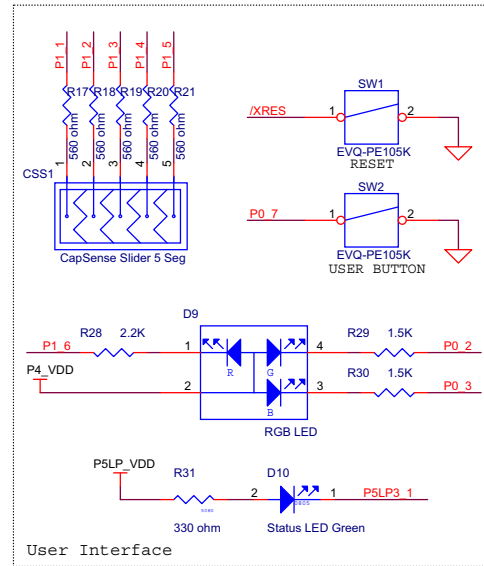 P1_1 P1_2 P1_3 P1_4 P1_5
R17 R18 R19 R20 R21
560 ohm 560 ohm 560 ohm 560 ohm 560 ohm
1 2 3 4 5
CSS1
CapSense Slider 5 Seg
SW1
/XRES 1 2
EVQ-PE105K
RESET
SW2
P0_7 1 2
EVQ-PE105K
USER BUTTON
D9
R28 2.2K
P1_6 1
R G
4 R29 1.5K P0_2
P4_VDD 2
3 R30 1.5K P0_3
B
RGB LED
P5LP_VDD
R31 D10
2 1 P5LP3_1
0805
330 ohm Status LED Green
User Interface